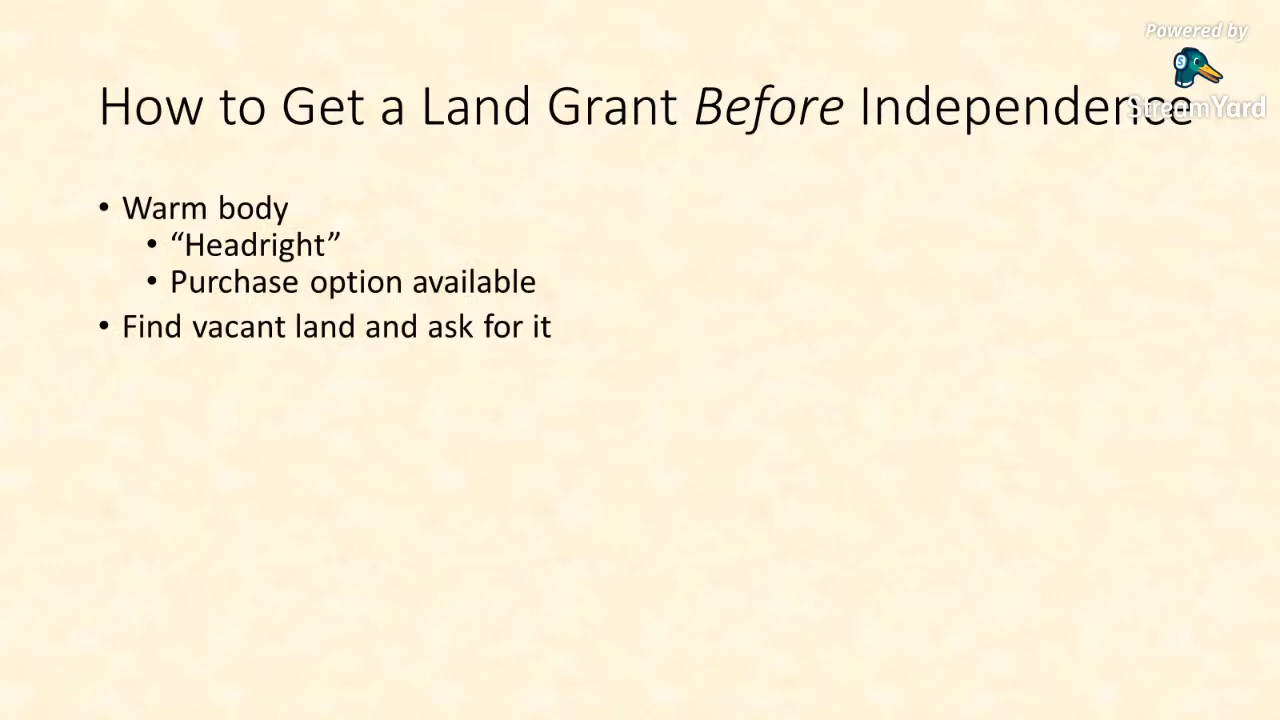 Powered by
How to Get a Land Grant Before Independence
StreamYard
• Warm body
• “Headright”
• Purchase option available
• Find vacant land and ask for it